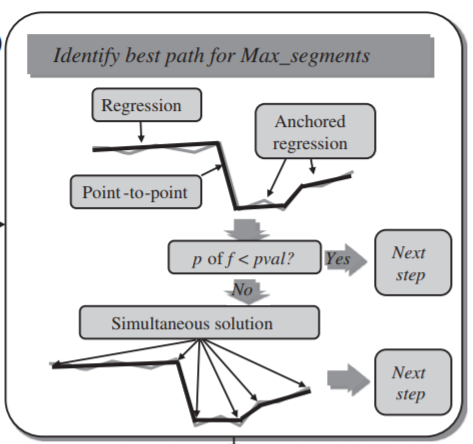 Identify best path for Max_segments
Regression
Anchored
regression
Point-to-point
p of f < pval?
Yes
Next
step
No
Simultaneous solution
Next
step